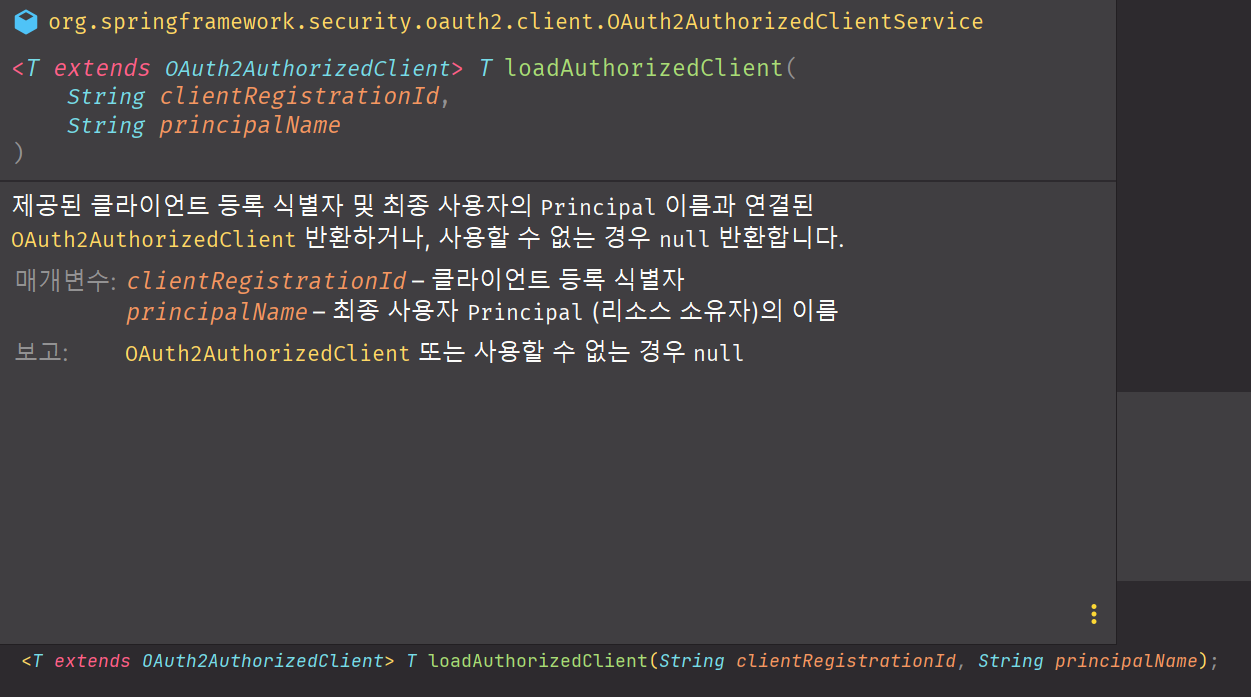 org.springframework.security.oauth2.client.OAuth2AuthorizedClientService
<T extends OAuth2AuthorizedClient> T loadAuthorizedClient(
String clientRegistrationId,
String principalName
)
제공된 클라이언트 등록 식별자 및 최종 사용자의 Principal 이름과 연결된
OAuth2AuthorizedClient 반환하거나, 사용할 수 없는 경우 null 반환합니다.
매개변수: clientRegistrationId – 클라이언트 등록 식별자
principalName – 최종 사용자 Principal (리소스 소유자)의 이름
보고: OAuth2AuthorizedClient 또는 사용할 수 없는 경우 null
<T extends OAuth2AuthorizedClient> T loadAuthorizedClient(String clientRegistrationId, String principalName);